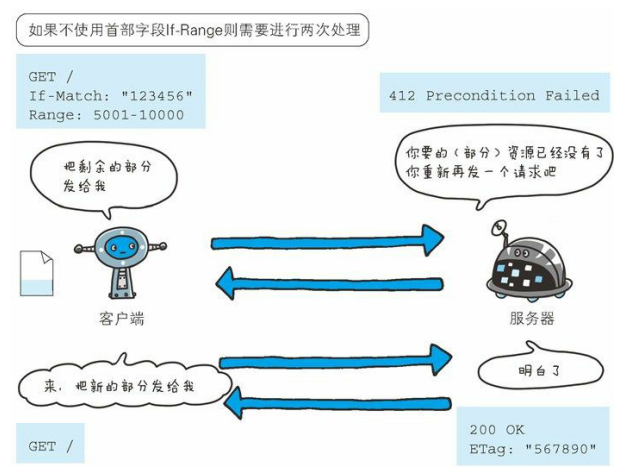 如果不使用首部字段If-Range则需要进行两次处理
GET /
If-Match: "123456"
Range: 5001-10000
412 Precondition Failed
把剩余的部分
发给我
你要的（部分）资源已经没有了
你重新再发一个请求吧
客户端
服务器
来，把新的部分发给我
明白了
GET /
200 OK
ETag: "567890"